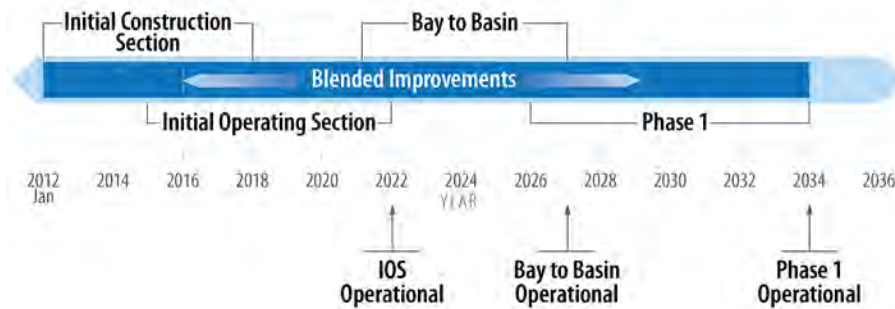 Initial Construction
Section
Bay to Basin
Blended Improvements
Initial Operating Section
Phase 1
2012 2014 2016 2018 2020 2022 2024 2026 2028 2030 2032 2034 2036
Jan
YEAR
IOS
Operational
Bay to Basin
Operational
Phase 1
Operational